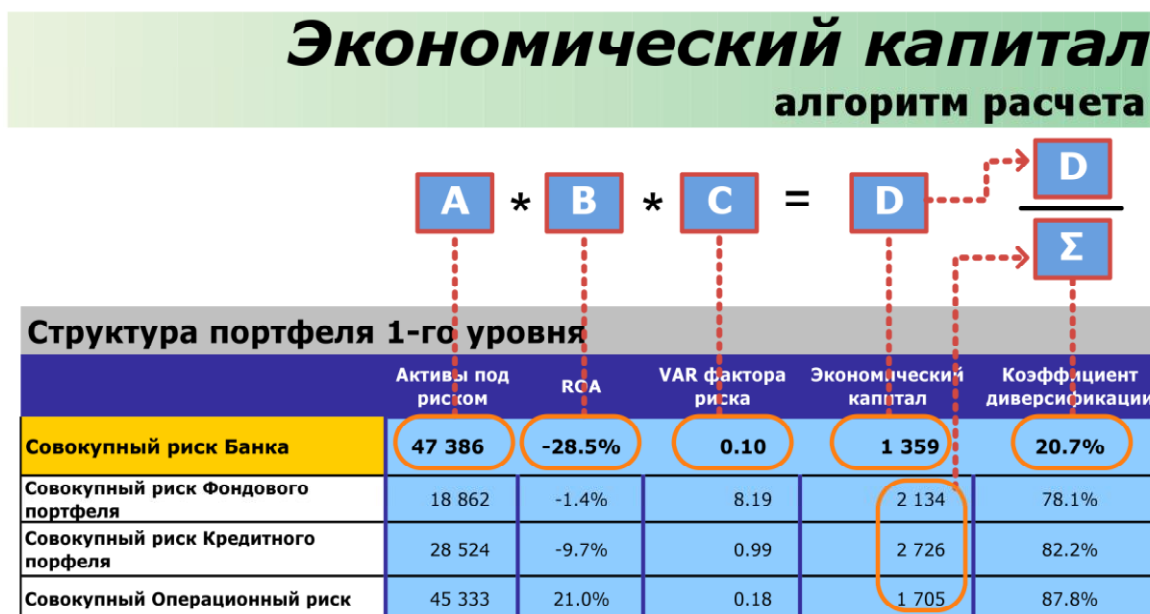 Экономический капитал
алгоритм расчета
A * B * C = D D
Σ
Структура портфеля 1-го уровня
Активы под риском ROA VAR фактора риска Экономический капитал Коэффициент диверсификации
Совокупный риск Банка 47 386 -28.5% 0.10 1 359 20.7%
Совокупный риск Фондового
портфеля 18 862 -1.4% 8.19 2 134 78.1%
Совокупный риск Кредитного
порфеля 28 524 -9.7% 0.99 2 726 82.2%
Совокупный Операционный риск 45 333 21.0% 0.18 1 705 87.8%